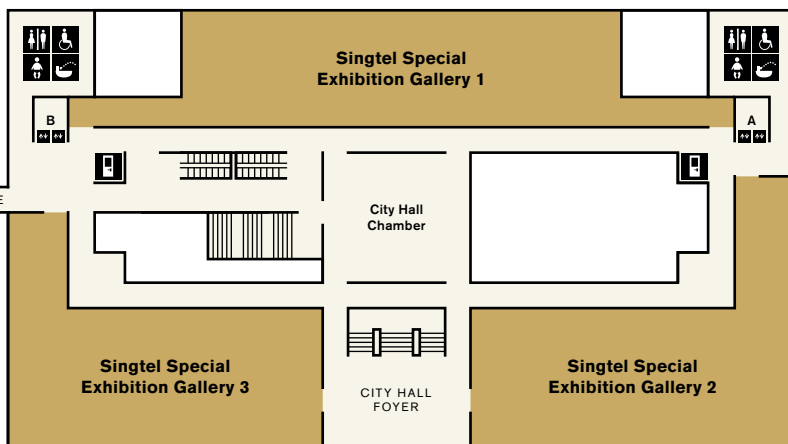 Singtel Special
Exhibition Gallery 1
B
A
E
City Hall
Chamber
Singtel Special
Exhibition Gallery 3
CITY HALL
FOYER
Singtel Special
Exhibition Gallery 2